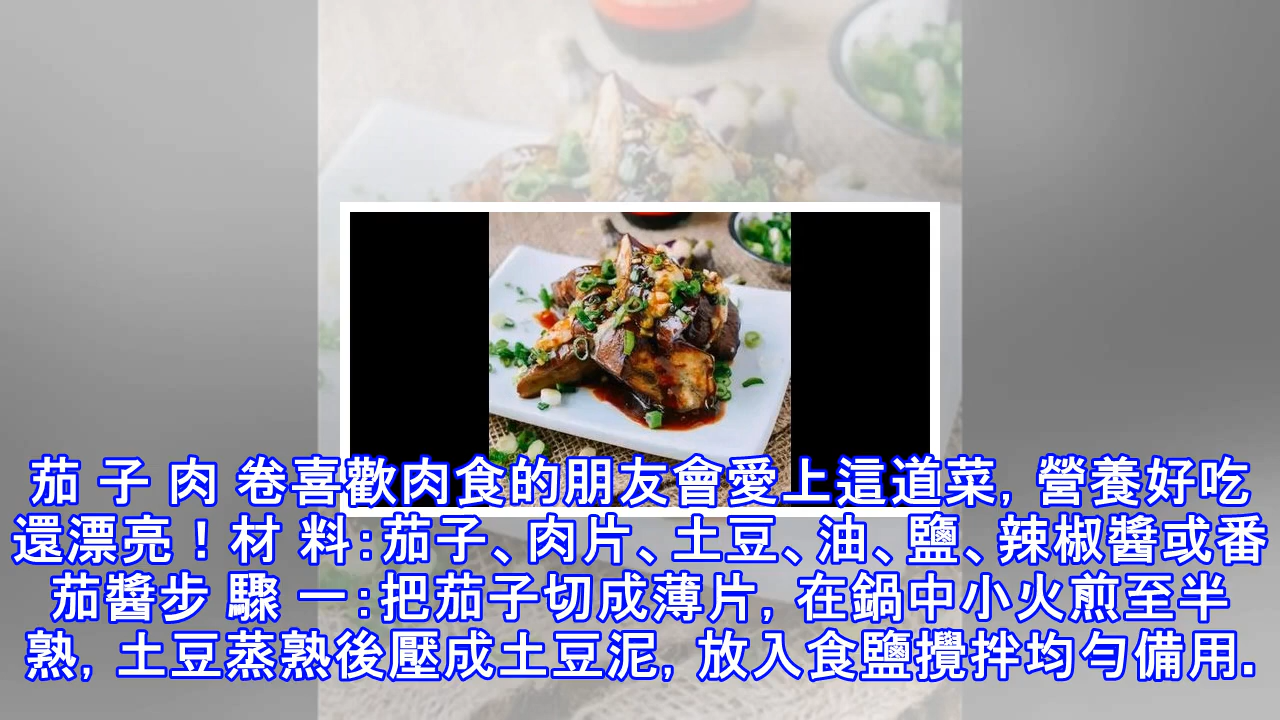 茄 子 肉 卷喜歡肉食的朋友會愛上這道菜, 營養好吃
還漂亮！材 料:茄子、肉片、土豆、油、鹽、辣椒醬或番
茄醬步 驟 一:把茄子切成薄片, 在鍋中小火煎至半
熟, 土豆蒸熟後壓成土豆泥, 放入食鹽攪拌均勻備用.